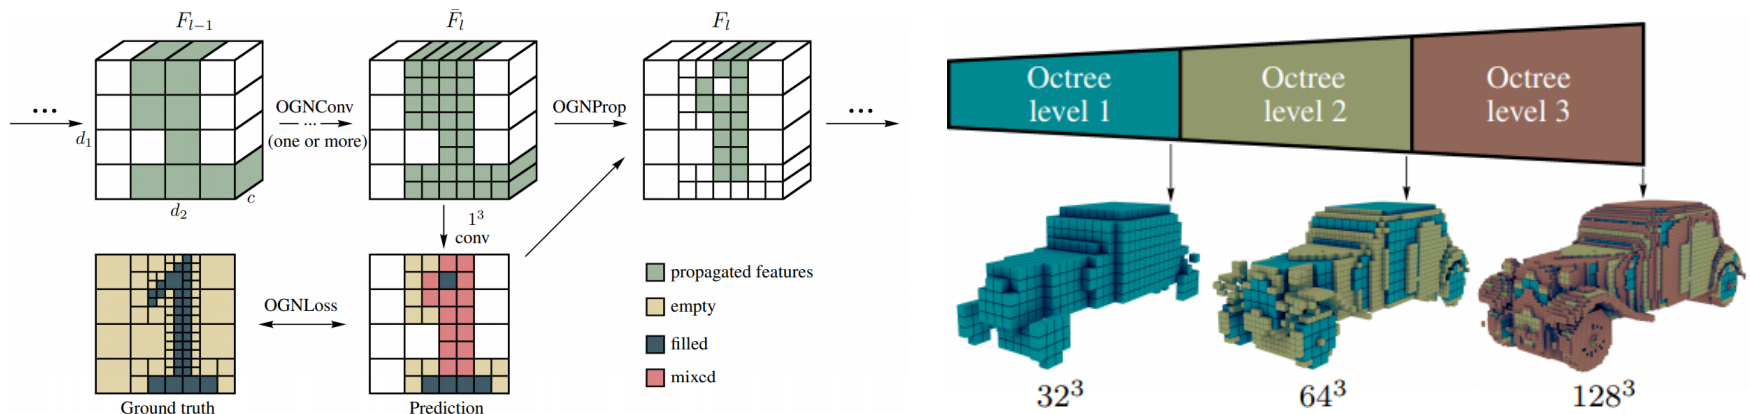 F_{l-1}
F̄_l
F_l
...
OGNConv
...
(one or more)
OGNProp
...
d_1
d_2
c
1^3
conv
OGNLoss
Ground truth
Prediction
propagated features
empty
filled
mixed
Octree
level 1
Octree
level 2
Octree
level 3
32^3
64^3
128^3